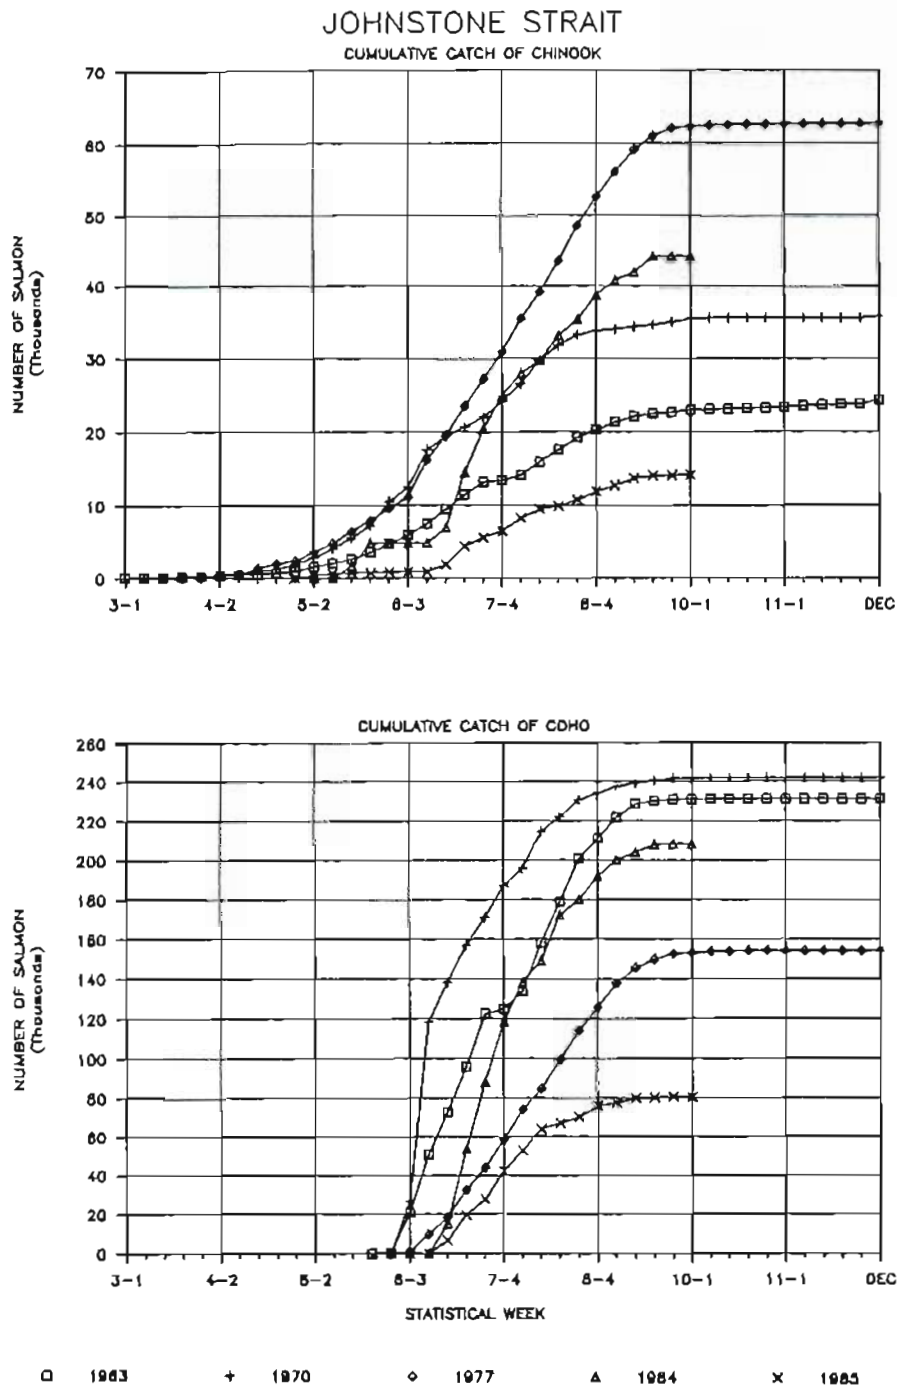 JOHNSTONE STRAIT
CUMULATIVE CATCH OF CHINOOK
NUMBER OF SALMON
(Thousands)
70
60
50
40
30
20
10
0
3-1 4-2 5-2 6-3 7-4 8-4 10-1 11-1 DEC
CUMULATIVE CATCH OF COHO
NUMBER OF SALMON
(Thousands)
260
240
220
200
180
160
140
120
100
80
60
40
20
0
3-1 4-2 5-2 6-3 7-4 8-4 10-1 11-1 DEC
STATISTICAL WEEK
1963 1970 1977 1984 1985